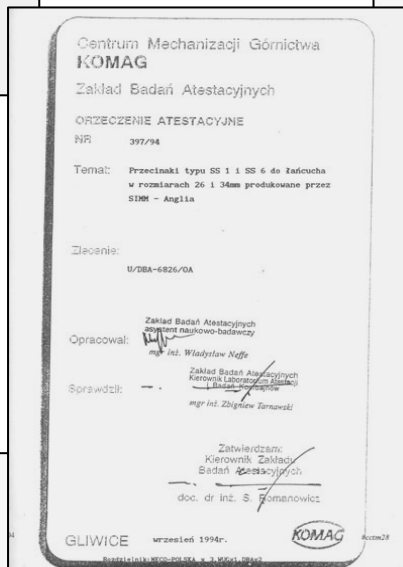 Centrum Mechanizacji Górnictwa
KOMAG
Zakład Badań Atestacyjnych
ORZECZENIE ATESTACYJNE
NR 397/94
Temat: Przecinaki typu SS 1 i SS 6 do łańcucha
w rozmiarach 26 i 34mm produkowane przez
SIMM - Anglia
Zlecenie:
U/DBA-6826/OA
Zakład Badań Atestacyjnych
asystent naukowo-badawczy
Opracował:
mgr inż. Władysław Neffe
Zakład Badań Atestacyjnych
Kierownik Laboratorium Atestacji
i Badań
Sprawdził:
mgr inż. Zbigniew Tarnawski
Zatwierdzam:
Kierownik Zakładu
Badań Atestacyjnych
doc. dr inż. S. Romanowicz
GLIWICE wrzesień 1994r. KOMAG